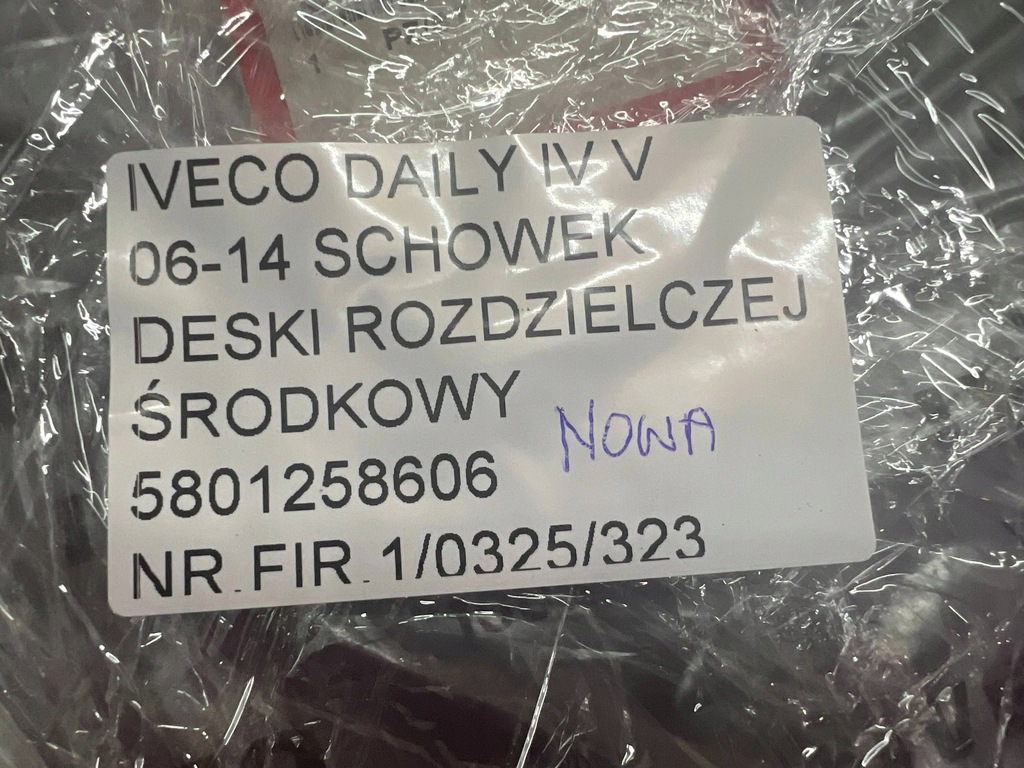 IVECO DAILY IV V
06-14 SCHOWEK
DESKI ROZDZIELCZEJ
ŚRODKOWY
NOWA
5801258606
NR. FIR. 1/0325/323